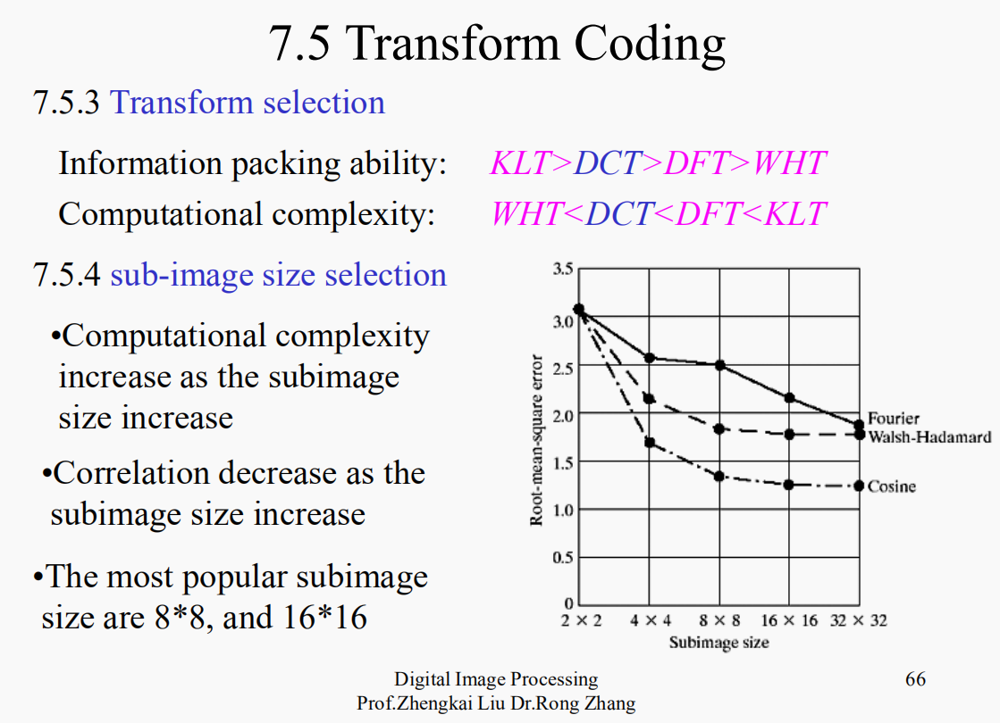 7.5 Transform Coding
7.5.3 Transform selection
Information packing ability: KLT>DCT>DFT>WHT
Computational complexity: WHT<DCT<DFT<KLT
7.5.4 sub-image size selection
•Computational complexity
increase as the subimage
size increase
•Correlation decrease as the
subimage size increase
•The most popular subimage
size are 8*8, and 16*16
3.5
3.0
2.5
2.0
1.5
1.0
0.5
0
Root-mean-square error
Fourier
Walsh-Hadamard
Cosine
2 × 2 4 × 4 8 × 8 16 × 16 32 × 32
Subimage size
Digital Image Processing
Prof.Zhengkai Liu Dr.Rong Zhang
66